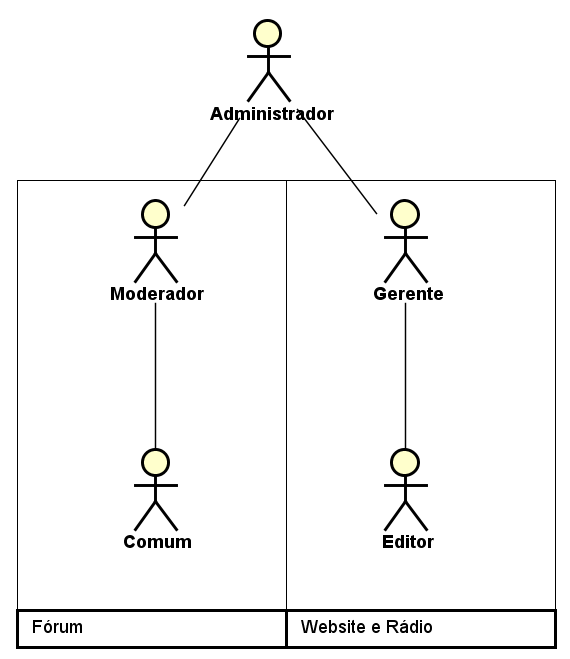 Administrador
Moderador
Gerente
Comum
Editor
Fórum
Website e Rádio